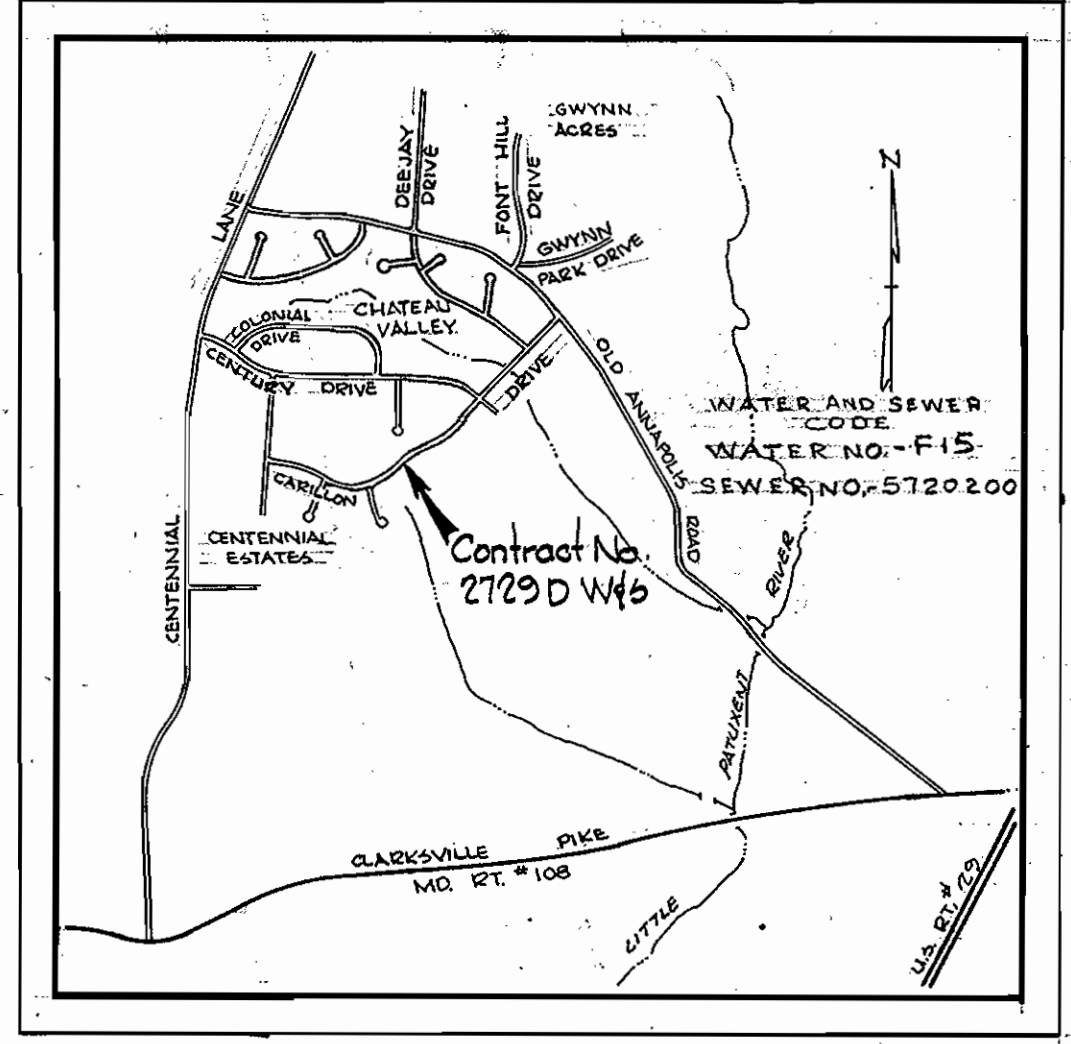 GWYNN
ACRES
DEEJAY
DRIVE
FONT HILL
DRIVE
N
LANE
GWYNN
PARK DRIVE
COLONIAL
DRIVE
CHATEAU
VALLEY
CENTURY DRIVE
DRIVE
OLD ANNAPOLIS ROAD
WATER AND SEWER
CODE
WATER NO.-F15
SEWER NO.-5720200
CARILLON
CENTENNIAL
ESTATES
CENTENNIAL
Contract No.
2729 D W&S
RIVER
PATUXENT
CLARKSVILLE PIKE
MD. RT. #108
LITTLE
U.S. RT. # 29